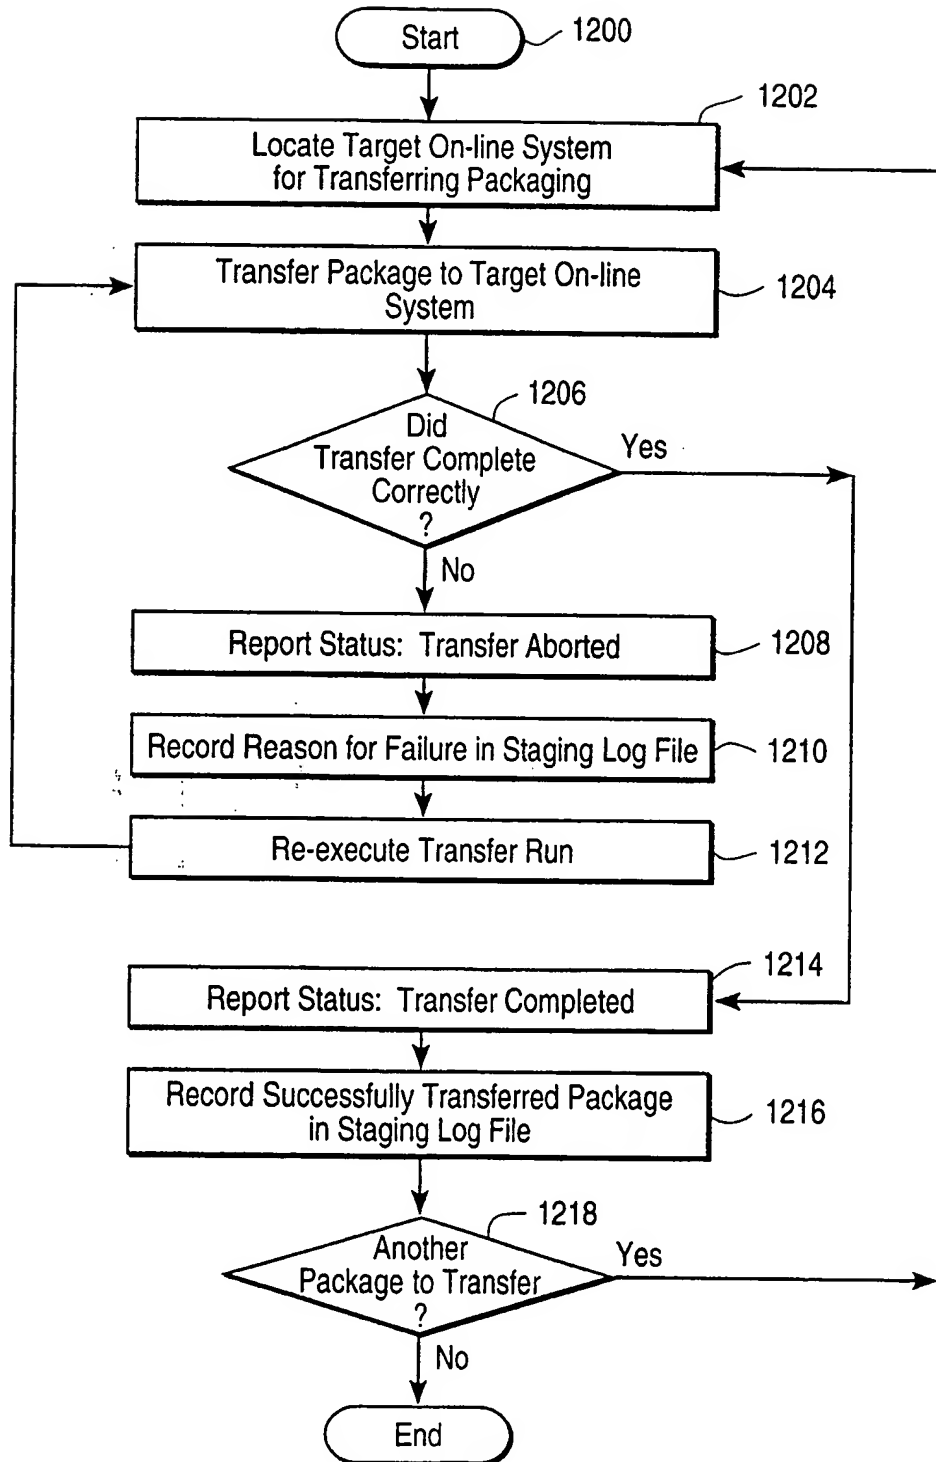 Start
1200
1202
Locate Target On-line System
for Transferring Packaging
Transfer Package to Target On-line
System
1204
1206
Did
Transfer Complete
Correctly
?
Yes
No
Report Status: Transfer Aborted
1208
Record Reason for Failure in Staging Log File
1210
Re-execute Transfer Run
1212
1214
Report Status: Transfer Completed
Record Successfully Transferred Package
in Staging Log File
1216
1218
Another
Package to Transfer
?
Yes
No
End